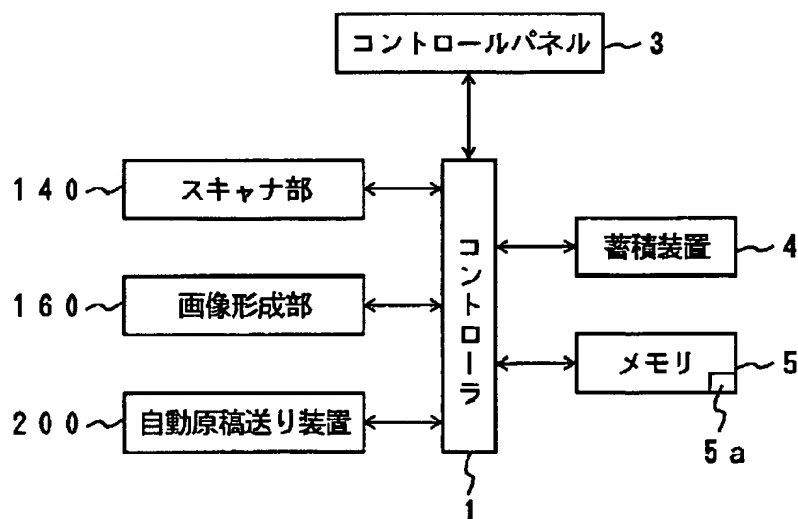 コントロールパネル 3
140 スキャナ部
160 画像形成部
200 自動原稿送り装置
コントローラ
1
蓄積装置 4
メモリ 5
5a